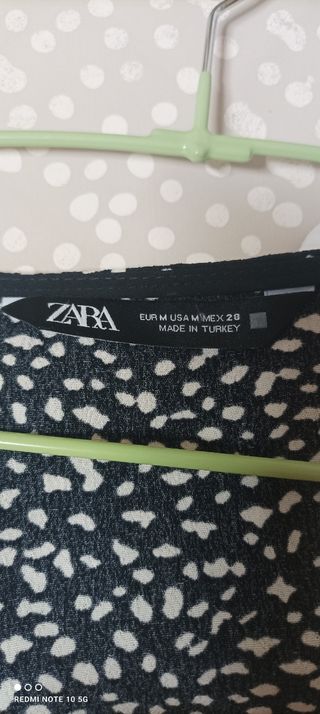 ZARA
EUR M USA M MEX 28
MADE IN TURKEY
REDMI NOTE 10 5G